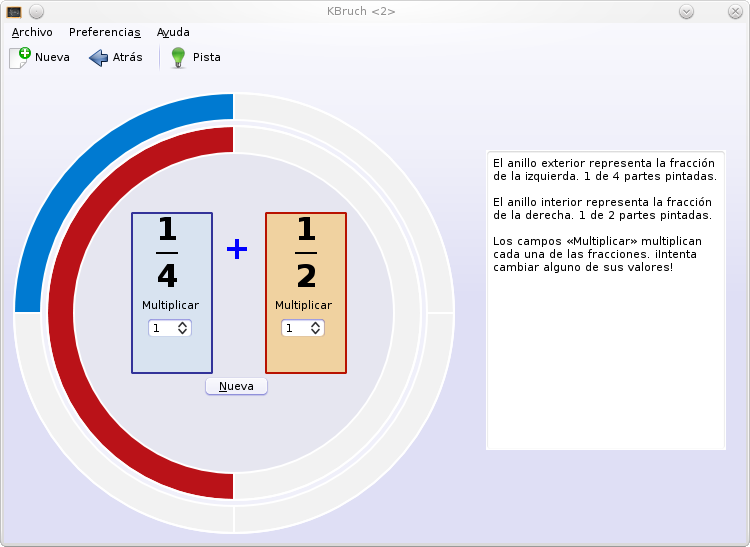 KBruch <2>
Archivo Preferencias Ayuda
Nueva Atrás Pista
El anillo exterior representa la fracción
de la izquierda. 1 de 4 partes pintadas.
El anillo interior representa la fracción
de la derecha. 1 de 2 partes pintadas.
Los campos «Multiplicar» multiplican
cada una de las fracciones. ¡Intenta
cambiar alguno de sus valores!
1
4
Multiplicar
1
+
1
2
Multiplicar
1
Nueva